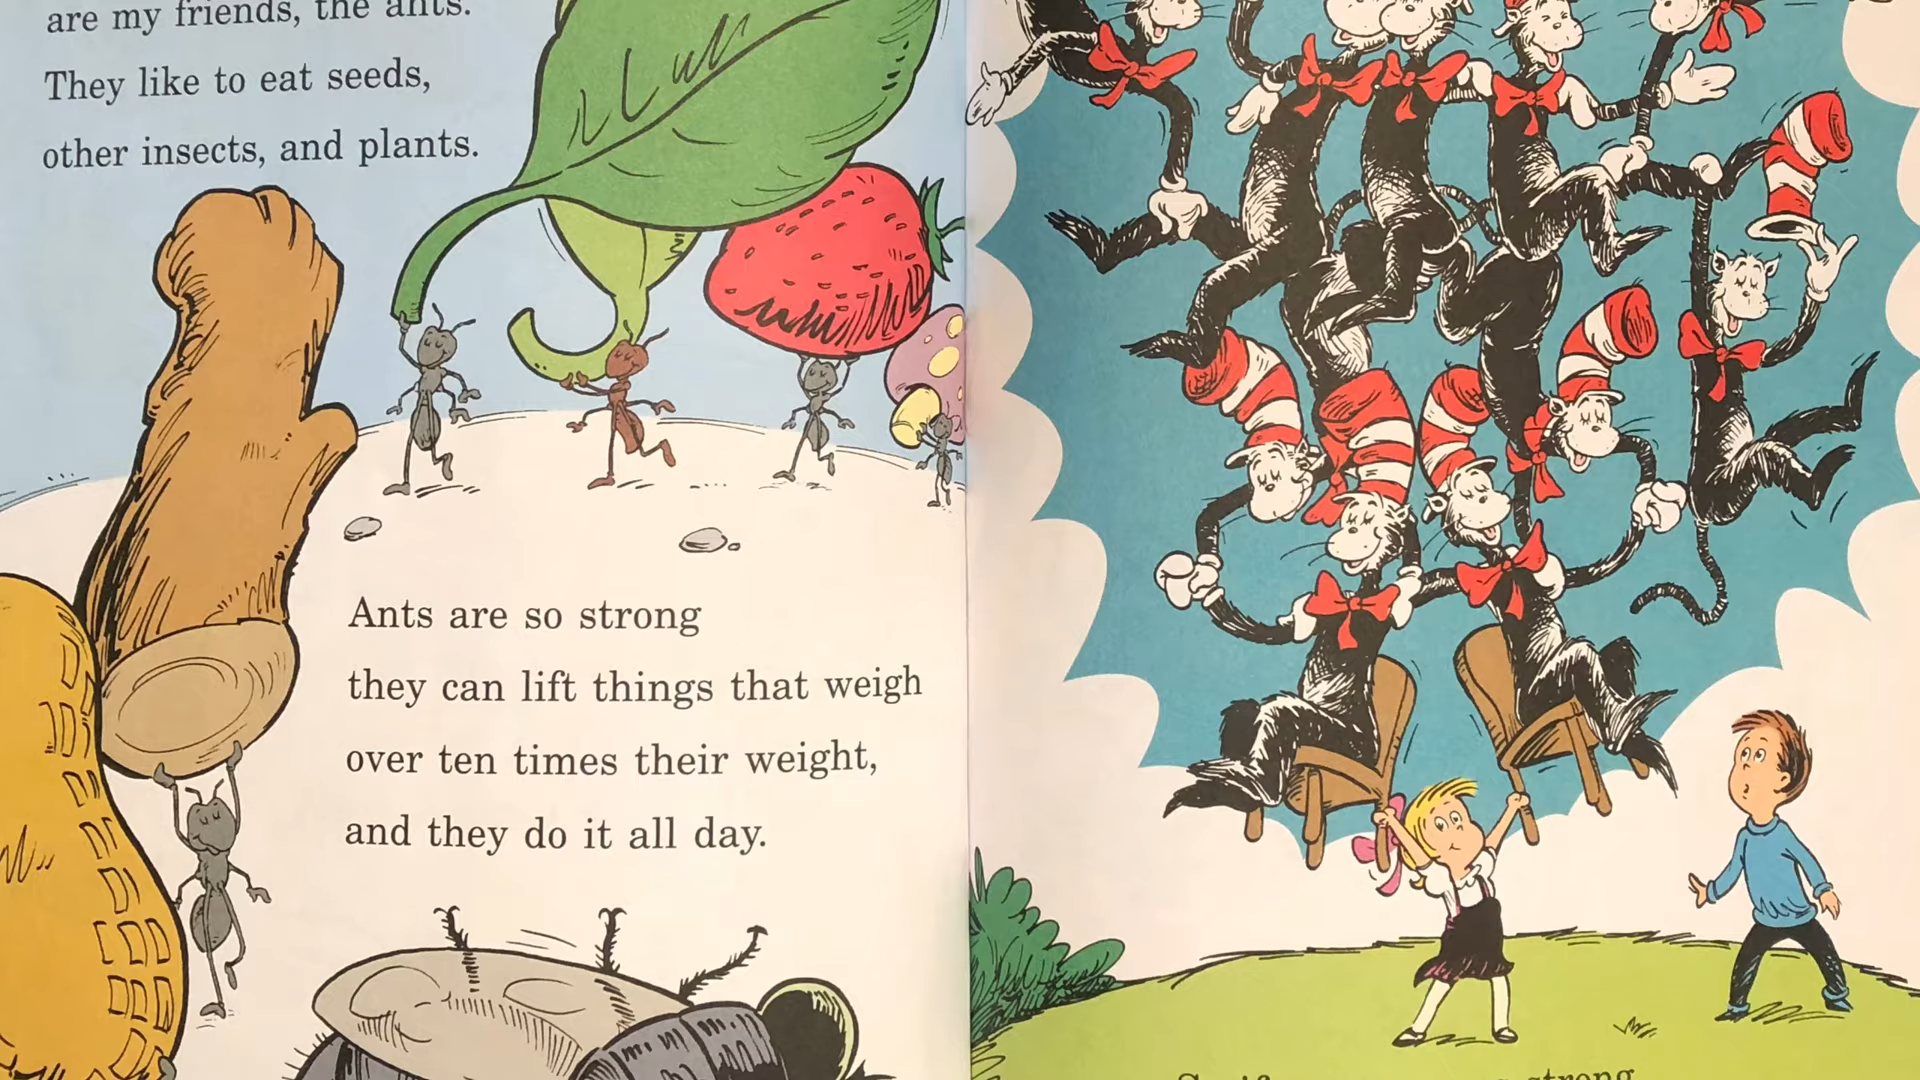 are my friends, the ants.
They like to eat seeds,
other insects, and plants.
Ants are so strong
they can lift things that weigh
over ten times their weight,
and they do it all day.
strong